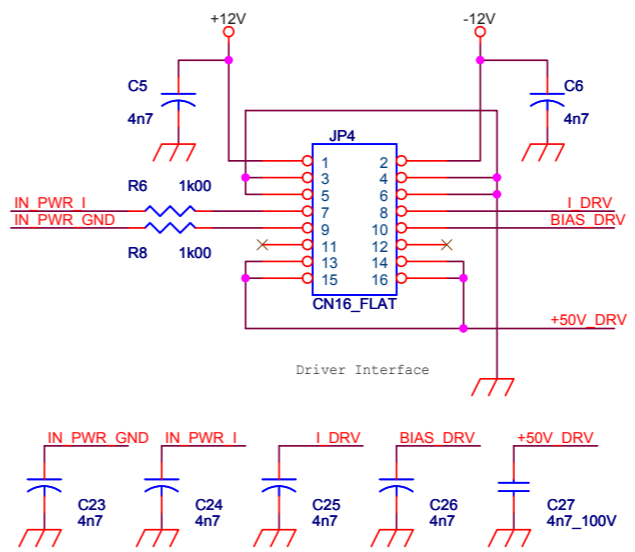 +12V
-12V
C5
4n7
C6
4n7
JP4
1 2
3 4
5 6
7 8
9 10
11 12
13 14
15 16
CN16_FLAT
IN_PWR_I
IN_PWR_GND
R6 1k00
R8 1k00
I_DRV
BIAS_DRV
+50V_DRV
Driver Interface
IN_PWR_GND IN_PWR_I I_DRV BIAS_DRV +50V_DRV
C23 C24 C25 C26 C27
4n7 4n7 4n7 4n7 4n7_100V